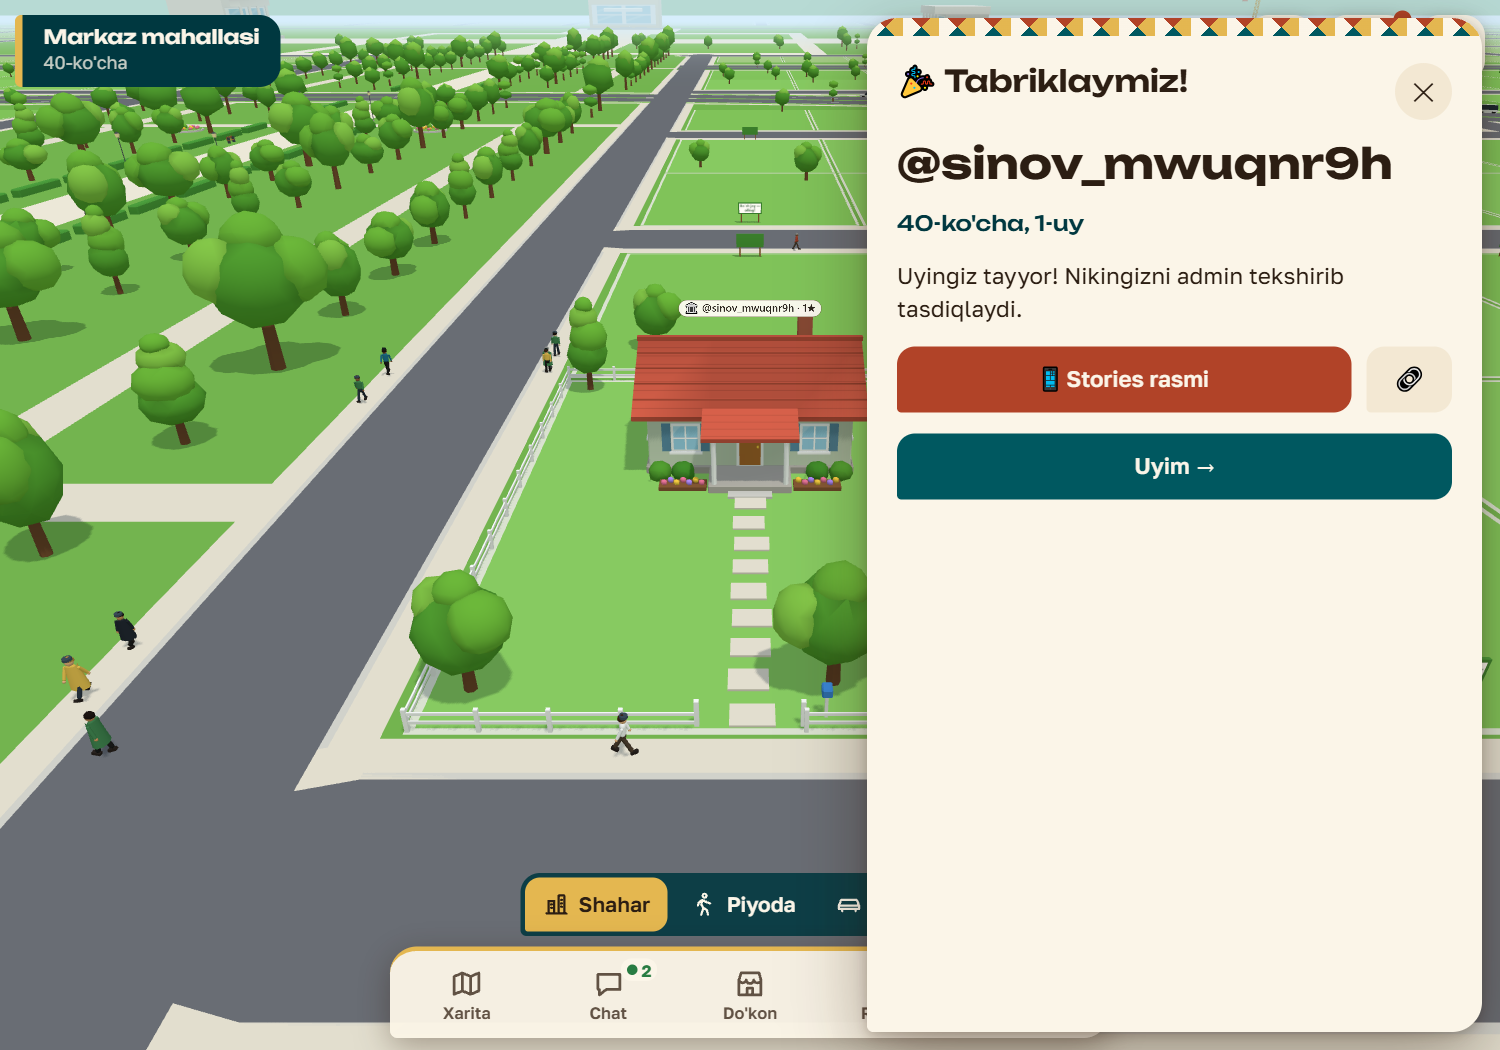 Markaz mahallasi
40-ko'cha
Tabriklaymiz!
@sinov_mwuqnr9h
40-ko'cha, 1-uy
Uyingiz tayyor! Nikingizni admin tekshirib
tasdiqlaydi.
Stories rasmi
Uyim →
@sinov_mwuqnr9h · 1★
Shahar
Piyoda
2
Xarita
Chat
Do'kon